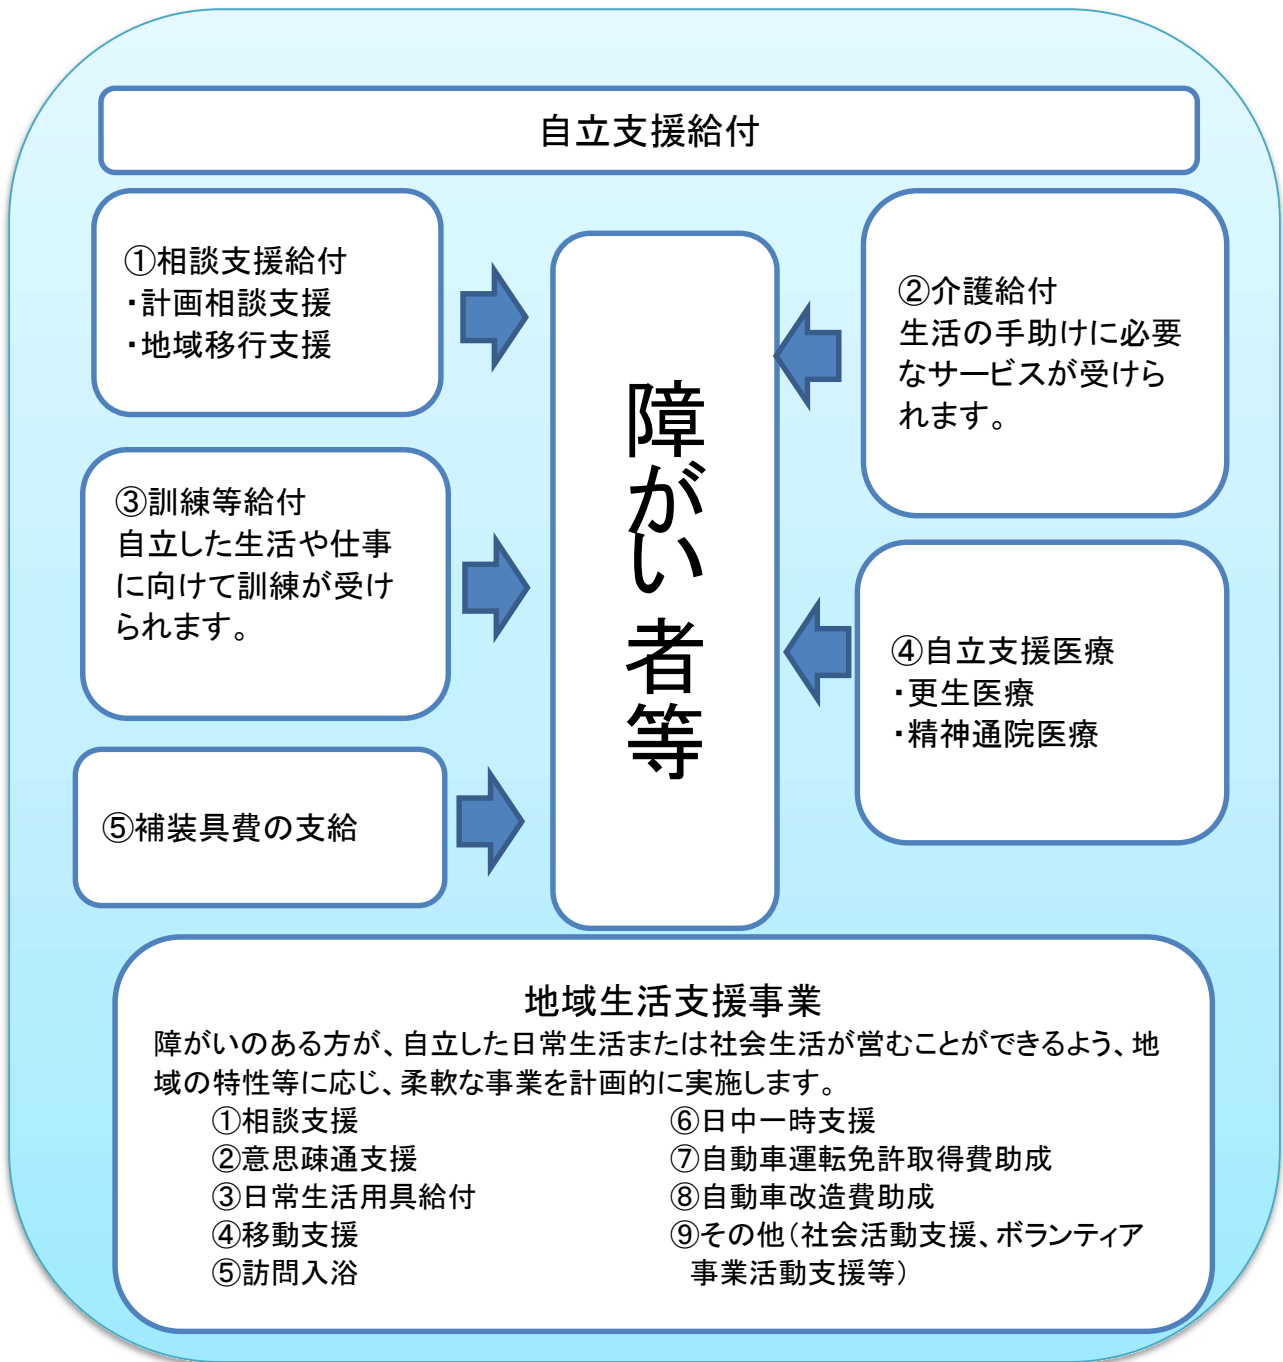 自立支援給付
①相談支援給付
・計画相談支援
・地域移行支援
②介護給付
生活の手助けに必要
なサービスが受けら
れます。
③訓練等給付
自立した生活や仕事
に向けて訓練が受け
られます。
④自立支援医療
・更生医療
・精神通院医療
⑤補装具費の支給
障がい者等
地域生活支援事業
障がいのある方が、自立した日常生活または社会生活が営むことができるよう、地
域の特性等に応じ、柔軟な事業を計画的に実施します。
①相談支援
②意思疎通支援
③日常生活用具給付
④移動支援
⑤訪問入浴
⑥日中一時支援
⑦自動車運転免許取得費助成
⑧自動車改造費助成
⑨その他（社会活動支援、ボランティア
事業活動支援等）